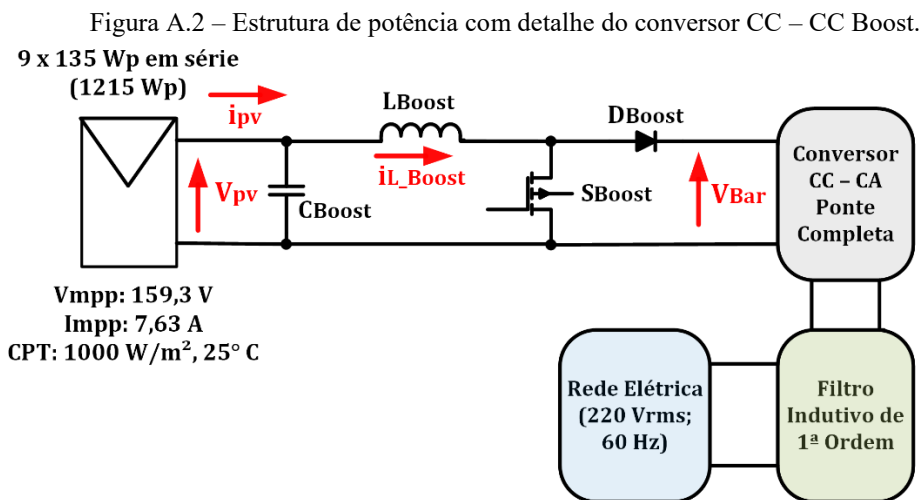 Figura A.2 – Estrutura de potência com detalhe do conversor CC – CC Boost.
9 x 135 Wp em série
(1215 Wp)
ipv
LBoost
DBoost
iL_Boost
Vpv
CBoost
SBoost
VBar
Conversor
CC – CA
Ponte
Completa
Vmpp: 159,3 V
Impp: 7,63 A
CPT: 1000 W/m², 25° C
Rede Elétrica
(220 Vrms;
60 Hz)
Filtro
Indutivo de
1ª Ordem